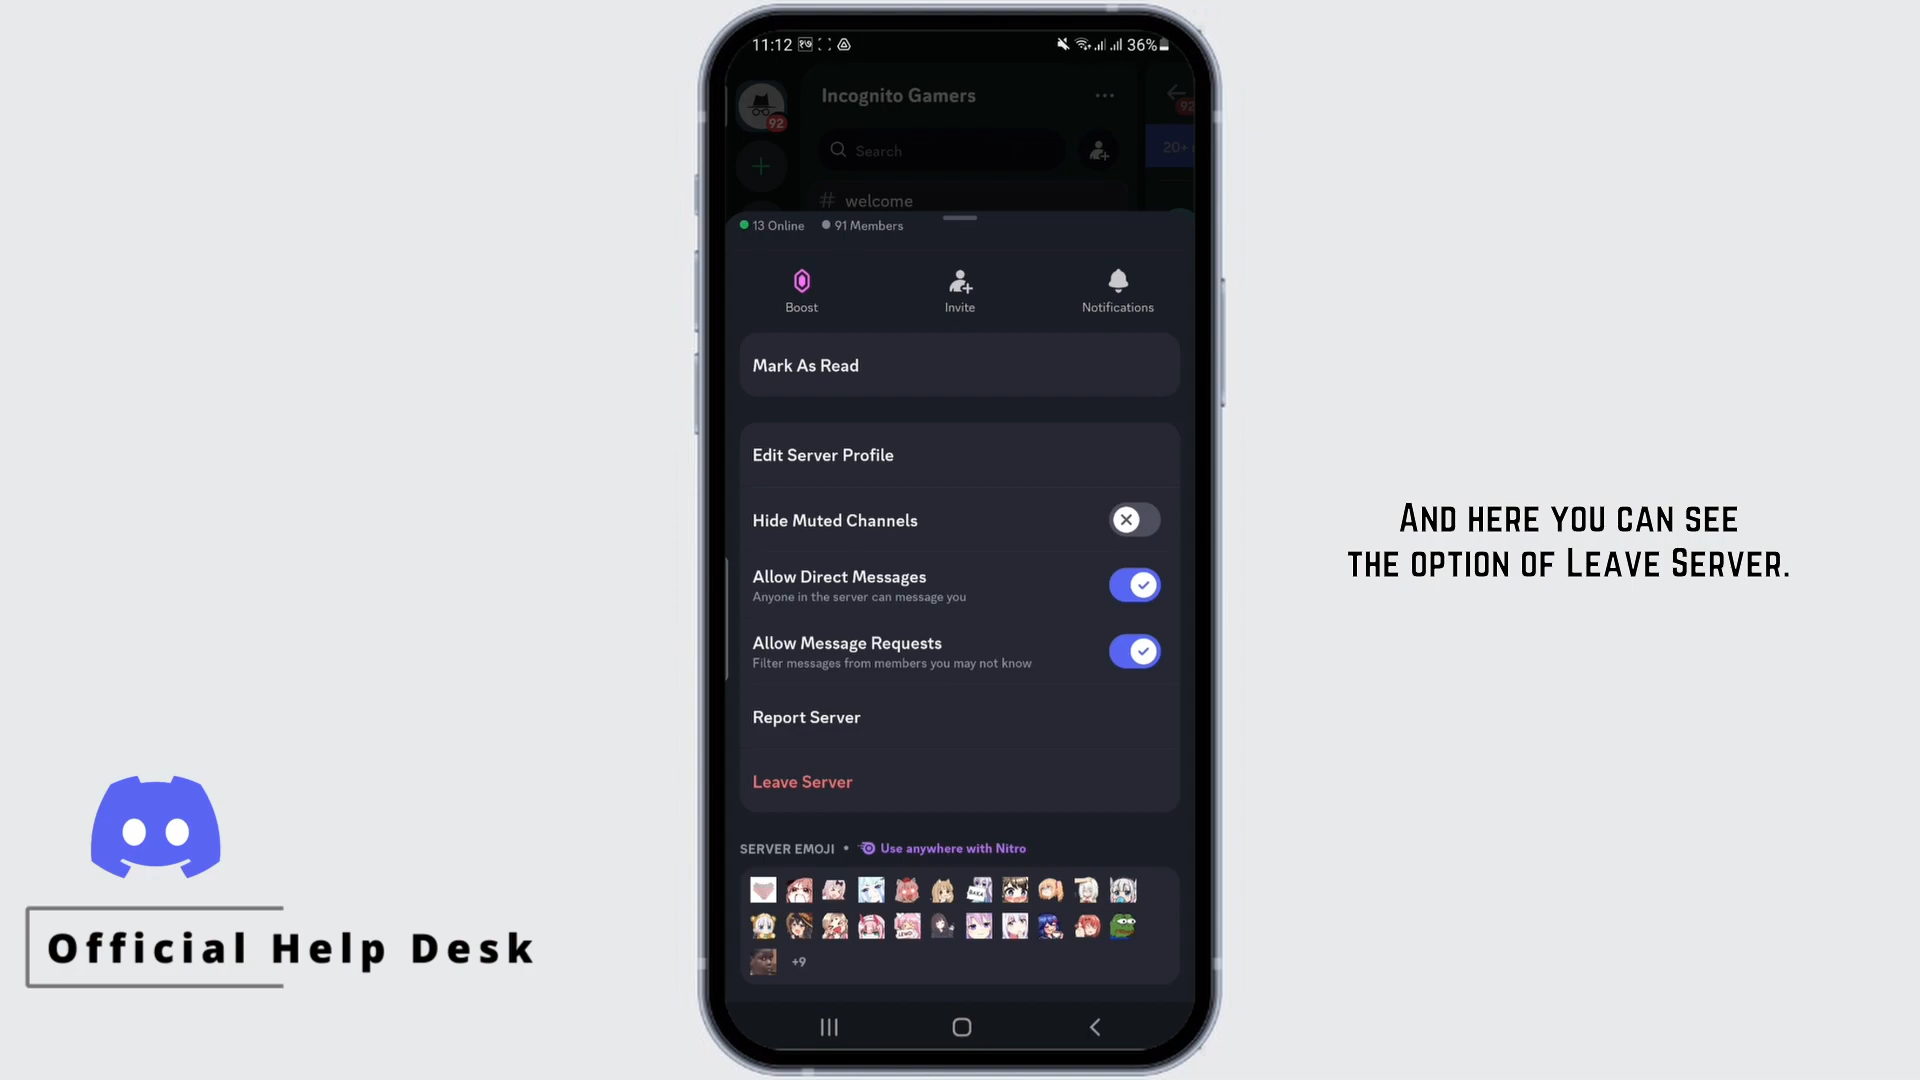 11:12
36%
92
Incognito Gamers
92
Search
20+
# welcome
13 Online
91 Members
Boost
Invite
Notifications
Mark As Read
Edit Server Profile
Hide Muted Channels
Allow Direct Messages
Anyone in the server can message you
Allow Message Requests
Filter messages from members you may not know
Report Server
Leave Server
SERVER EMOJI • Use anywhere with Nitro
+9
And here you can see
the option of Leave Server.
Official Help Desk